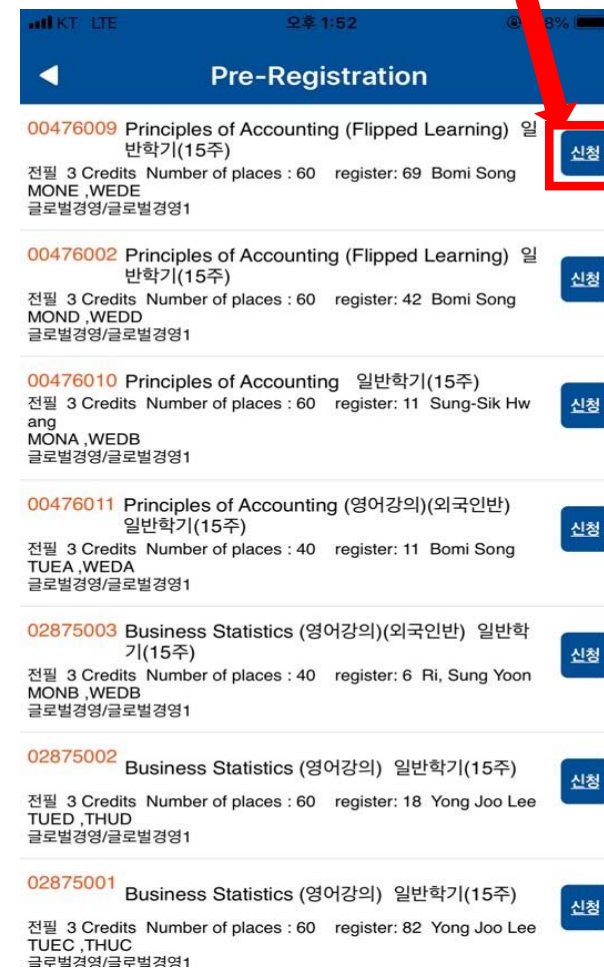 KT LTE 오후 1:52 8%
Pre-Registration
00476009 Principles of Accounting (Flipped Learning) 일
반학기(15주)
신청
전필 3 Credits Number of places : 60 register: 69 Bomi Song
MONE ,WEDE
글로벌경영/글로벌경영1
00476002 Principles of Accounting (Flipped Learning) 일
반학기(15주)
신청
전필 3 Credits Number of places : 60 register: 42 Bomi Song
MOND ,WEDD
글로벌경영/글로벌경영1
00476010 Principles of Accounting 일반학기(15주)
신청
전필 3 Credits Number of places : 60 register: 11 Sung-Sik Hw
ang
MONA ,WEDB
글로벌경영/글로벌경영1
00476011 Principles of Accounting (영어강의)(외국인반)
일반학기(15주)
신청
전필 3 Credits Number of places : 40 register: 11 Bomi Song
TUEA ,WEDA
글로벌경영/글로벌경영1
02875003 Business Statistics (영어강의)(외국인반) 일반학
기(15주)
신청
전필 3 Credits Number of places : 40 register: 6 Ri, Sung Yoon
MONB ,WEDB
글로벌경영/글로벌경영1
02875002 Business Statistics (영어강의) 일반학기(15주)
신청
전필 3 Credits Number of places : 60 register: 18 Yong Joo Lee
TUED ,THUD
글로벌경영/글로벌경영1
02875001 Business Statistics (영어강의) 일반학기(15주)
신청
전필 3 Credits Number of places : 60 register: 82 Yong Joo Lee
TUEC ,THUC
글로벌경영/글로벌경영1